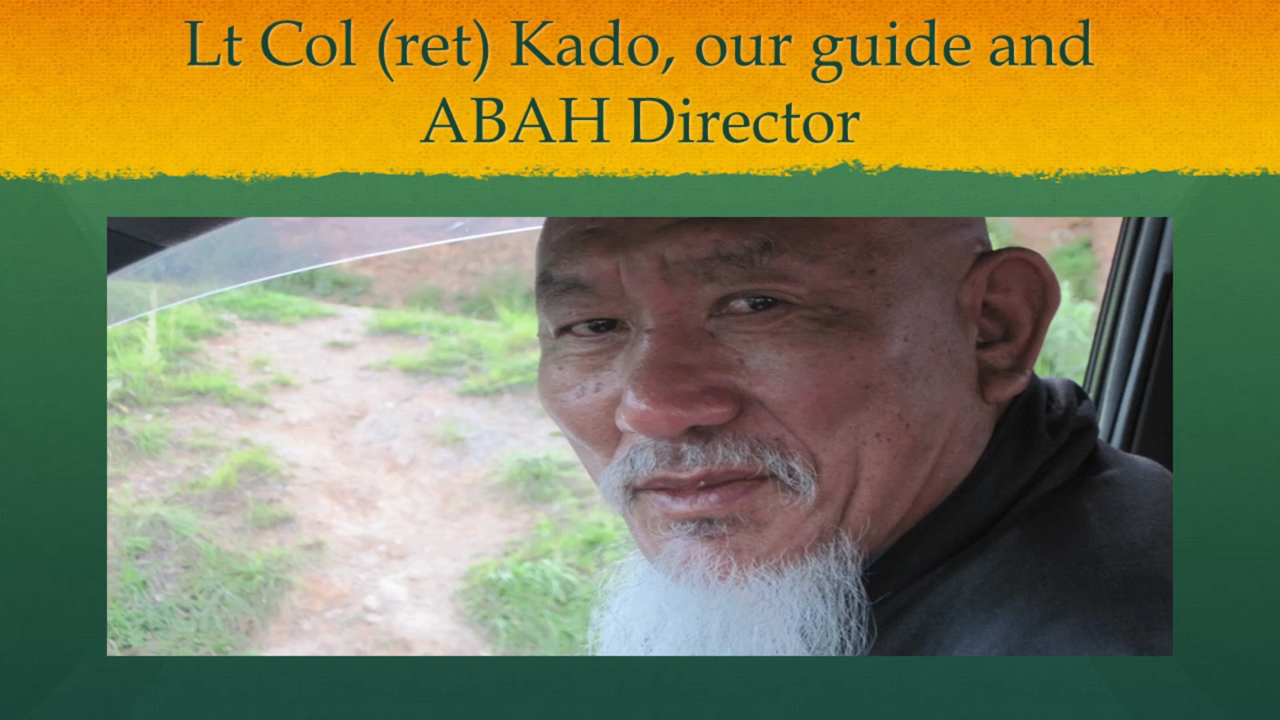 Lt Col (ret) Kado, our guide and
ABAH Director